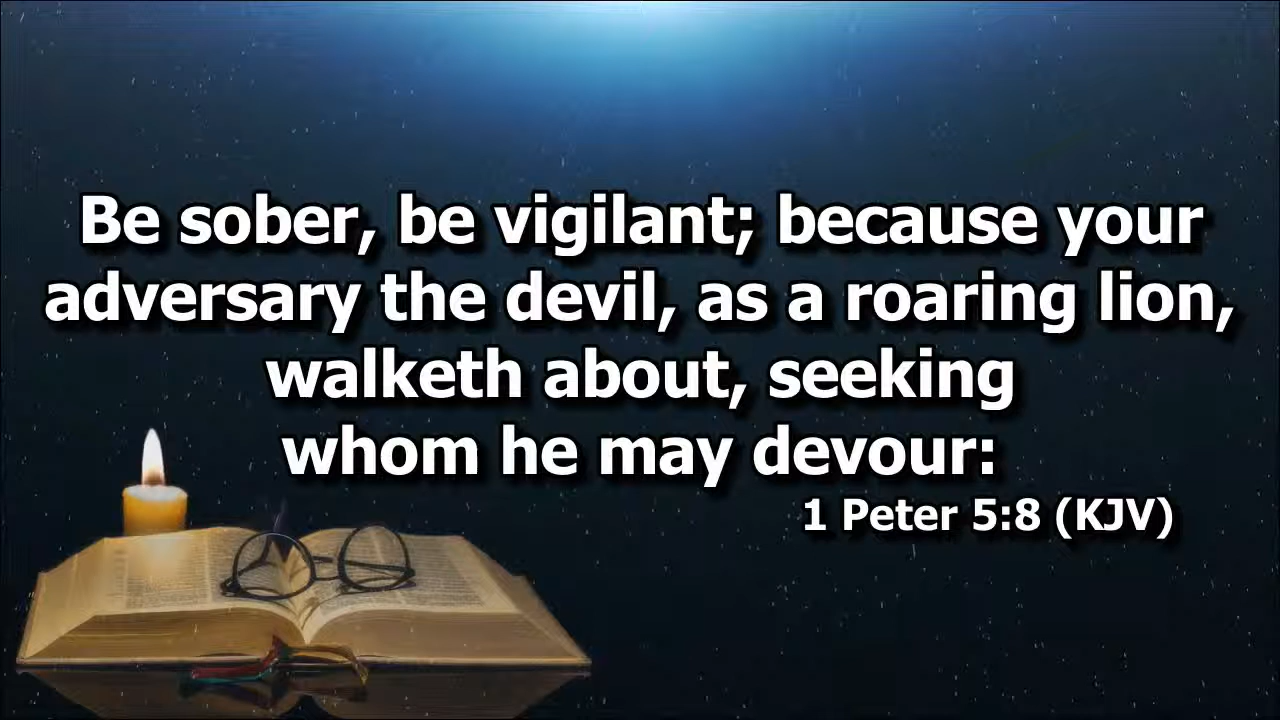 Be sober, be vigilant; because your
adversary the devil, as a roaring lion,
walketh about, seeking
whom he may devour:
1 Peter 5:8 (KJV)